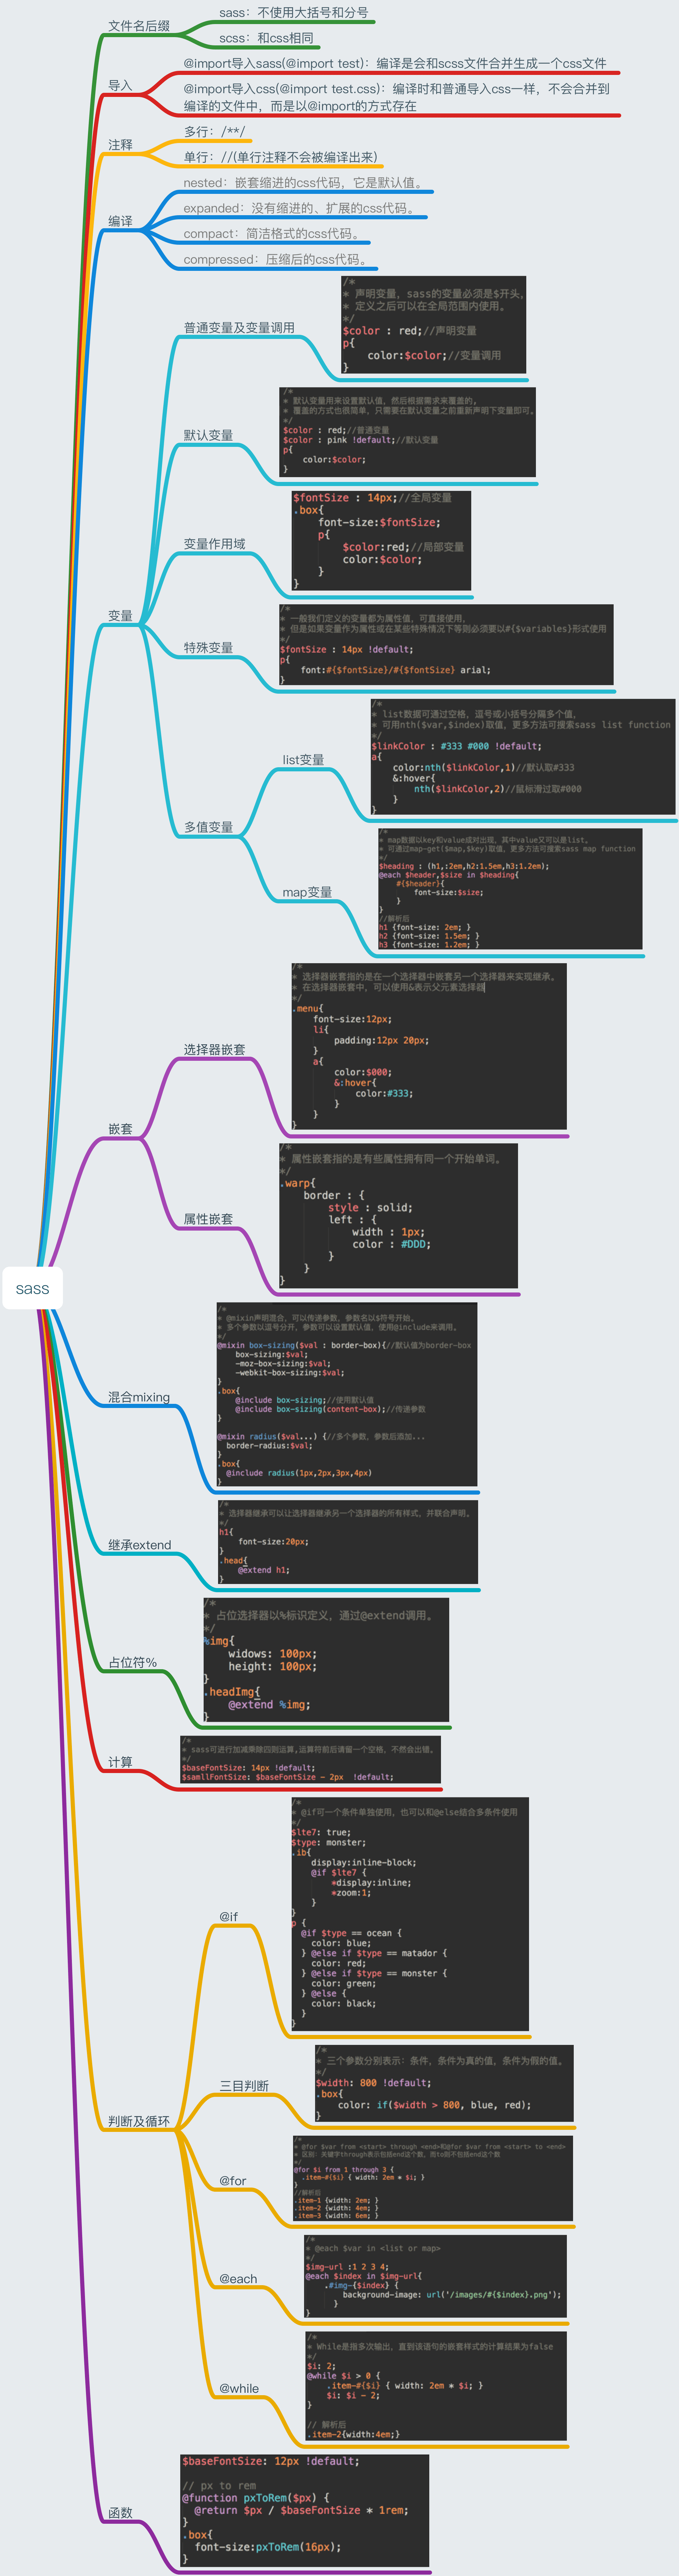 sass
文件名后缀
sass：不使用大括号和分号
scss：和css相同
导入
@import导入sass(@import test)：编译是会和scss文件合并生成一个css文件
@import导入css(@import test.css)：编译时和普通导入css一样，不会合并到
编译的文件中，而是以@import的方式存在
注释
多行：/**/
单行：//(单行注释不会被编译出来)
编译
nested：嵌套缩进的css代码，它是默认值。
expanded：没有缩进的、扩展的css代码。
compact：简洁格式的css代码。
compressed：压缩后的css代码。
变量
普通变量及变量调用
/*
* 声明变量，sass的变量必须是$开头，
* 定义之后可以在全局范围内使用。
*/
$color : red;//声明变量
p{
color:$color;//变量调用
}
默认变量
/*
* 默认变量用来设置默认值，然后根据需求来覆盖的，
* 覆盖的方式也很简单，只需要在默认变量之前重新声明下变量即可。
*/
$color : red;//普通变量
$color : pink !default;//默认变量
p{
color:$color;
}
变量作用域
$fontSize : 14px;//全局变量
.box{
font-size:$fontSize;
p{
$color:red;//局部变量
color:$color;
}
}
特殊变量
/*
* 一般我们定义的变量都为属性值，可直接使用，
* 但是如果变量作为属性或在某些特殊情况下等则必须要以#{$variables}形式使用
*/
$fontSize : 14px !default;
p{
font:#{$fontSize}/#{$fontSize} arial;
}
多值变量
list变量
/*
* list数据可通过空格，逗号或小括号分隔多个值，
* 可用nth($var,$index)取值，更多方法可搜索sass list function
*/
$linkColor : #333 #000 !default;
a{
color:nth($linkColor,1)//默认取#333
&:hover{
nth($linkColor,2)//鼠标滑过取#000
}
}
map变量
/*
* map数据以key和value成对出现，其中value又可以是list。
* 可通过map-get($map,$key)取值，更多方法可搜索sass map function
*/
$heading : (h1,:2em,h2:1.5em,h3:1.2em);
@each $header,$size in $heading{
#{$header}{
font-size:$size;
}
}
//解析后
h1 {font-size: 2em; }
h2 {font-size: 1.5em; }
h3 {font-size: 1.2em; }
嵌套
选择器嵌套
/*
* 选择器嵌套指的是在一个选择器中嵌套另一个选择器来实现继承。
* 在选择器嵌套中，可以使用&表示父元素选择器
*/
.menu{
font-size:12px;
li{
padding:12px 20px;
}
a{
color:$000;
&:hover{
color:#333;
}
}
}
属性嵌套
/*
* 属性嵌套指的是有些属性拥有同一个开始单词。
*/
.warp{
border : {
style : solid;
left : {
width : 1px;
color : #DDD;
}
}
}
混合mixing
/*
* @mixin声明混合，可以传递参数，参数名以$符号开始。
* 多个参数以逗号分开，参数可以设置默认值，使用@include来调用。
*/
@mixin box-sizing($val : border-box){//默认值为border-box
box-sizing:$val;
-moz-box-sizing:$val;
-webkit-box-sizing:$val;
}
.box{
@include box-sizing;//使用默认值
@include box-sizing(content-box);//传递参数
}
@mixin radius($val...) {//多个参数，参数后添加...
border-radius:$val;
}
.box{
@include radius(1px,2px,3px,4px)
}
继承extend
/*
* 选择器继承可以让选择器继承另一个选择器的所有样式，并联合声明。
*/
h1{
font-size:20px;
}
.head{
@extend h1;
}
占位符%
/*
* 占位选择器以%标识定义，通过@extend调用。
*/
%img{
widows: 100px;
height: 100px;
}
.headImg{
@extend %img;
}
计算
/*
* sass可进行加减乘除四则运算,运算符前后请留一个空格，不然会出错。
*/
$baseFontSize: 14px !default;
$samllFontSize: $baseFontSize - 2px !default;
判断及循环
@if
/*
* @if可一个条件单独使用，也可以和@else结合多条件使用
*/
$lte7: true;
$type: monster;
.ib{
display:inline-block;
@if $lte7 {
*display:inline;
*zoom:1;
}
}
p {
@if $type == ocean {
color: blue;
} @else if $type == matador {
color: red;
} @else if $type == monster {
color: green;
} @else {
color: black;
}
}
三目判断
/*
* 三个参数分别表示：条件，条件为真的值，条件为假的值。
*/
$width: 800 !default;
.box{
color: if($width > 800, blue, red);
}
@for
/*
* @for $var from <start> through <end>和@for $var from <start> to <end>
* 区别：关键字through表示包括end这个数，而to则不包括end这个数
*/
@for $i from 1 through 3 {
.item-#{$i} { width: 2em * $i; }
}
//解析后
.item-1 {width: 2em; }
.item-2 {width: 4em; }
.item-3 {width: 6em; }
@each
/*
* @each $var in <list or map>
*/
$img-url :1 2 3 4;
@each $index in $img-url{
.#img-{$index} {
background-image: url('/images/#{$index}.png');
}
}
@while
/*
* While是指多次输出，直到该语句的嵌套样式的计算结果为false
*/
$i: 2;
@while $i > 0 {
.item-#{$i} { width: 2em * $i; }
$i: $i - 2;
}
// 解析后
.item-2{width:4em;}
函数
$baseFontSize: 12px !default;
// px to rem
@function pxToRem($px) {
@return $px / $baseFontSize * 1rem;
}
.box{
font-size:pxToRem(16px);
}